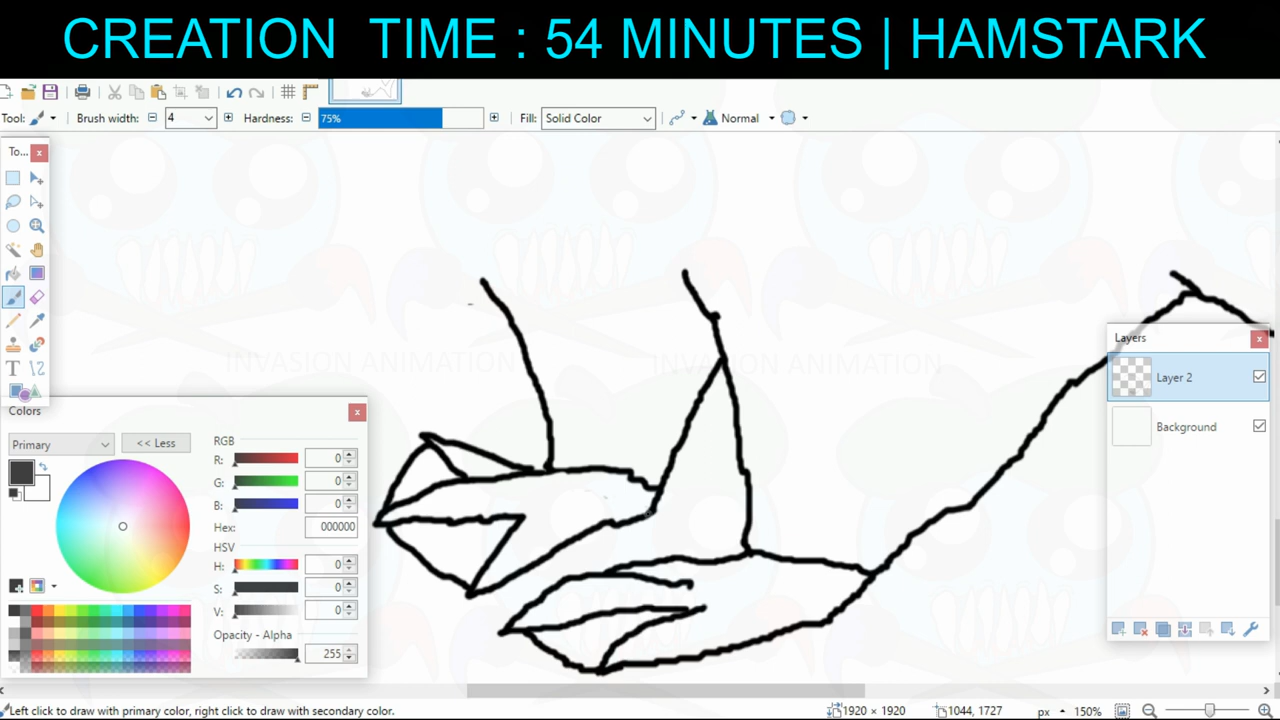 CREATION TIME : 54 MINUTES | HAMSTARK
Tool: Brush width: 4 Hardness: 75% Fill: Solid Color Normal
To...
INVASION ANIMATION INVASION ANIMATION
Layers
Layer 2
Background
Colors
Primary << Less
RGB
R: 0
G: 0
B: 0
Hex: 000000
HSV
H: 0
S: 0
V: 0
Opacity - Alpha
255
Left click to draw with primary color, right click to draw with secondary color. 1920 × 1920 1044, 1727 px 150%